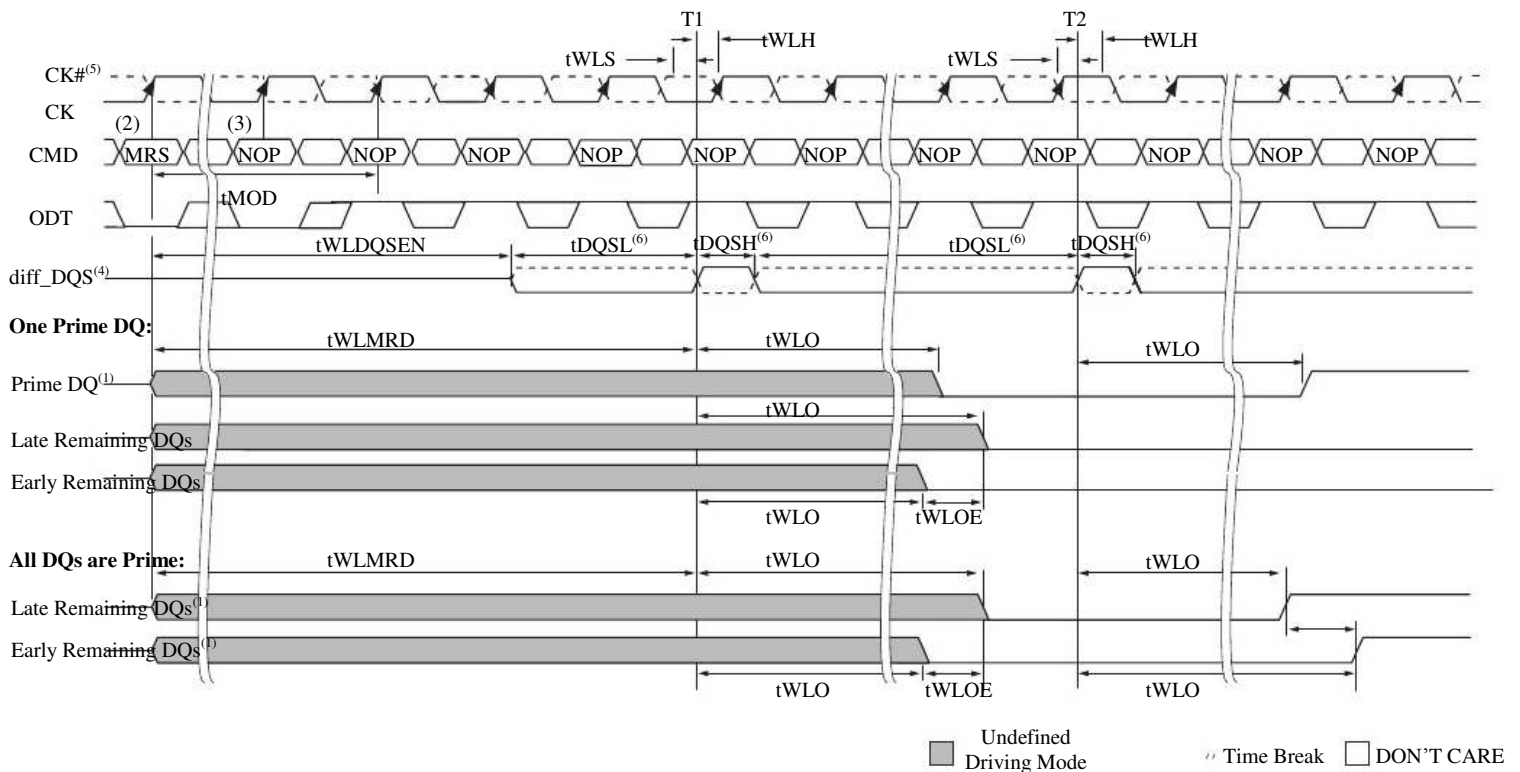 T1 T2
tWLH tWLH
tWLS tWLS
CK#(5)
CK
(2) (3)
CMD MRS NOP NOP NOP NOP NOP NOP NOP NOP NOP NOP NOP
tMOD
ODT
tWLDQSEN tDQSL(6) tDQSH(6) tDQSL(6) tDQSH(6)
diff_DQS(4)
One Prime DQ:
tWLMRD tWLO tWLO
Prime DQ(1)
tWLO
Late Remaining DQs
Early Remaining DQs
tWLO tWLOE
All DQs are Prime:
tWLMRD tWLO tWLO
Late Remaining DQs(1)
Early Remaining DQs(1)
tWLO tWLOE tWLO
Undefined
Driving Mode
Time Break
DON'T CARE